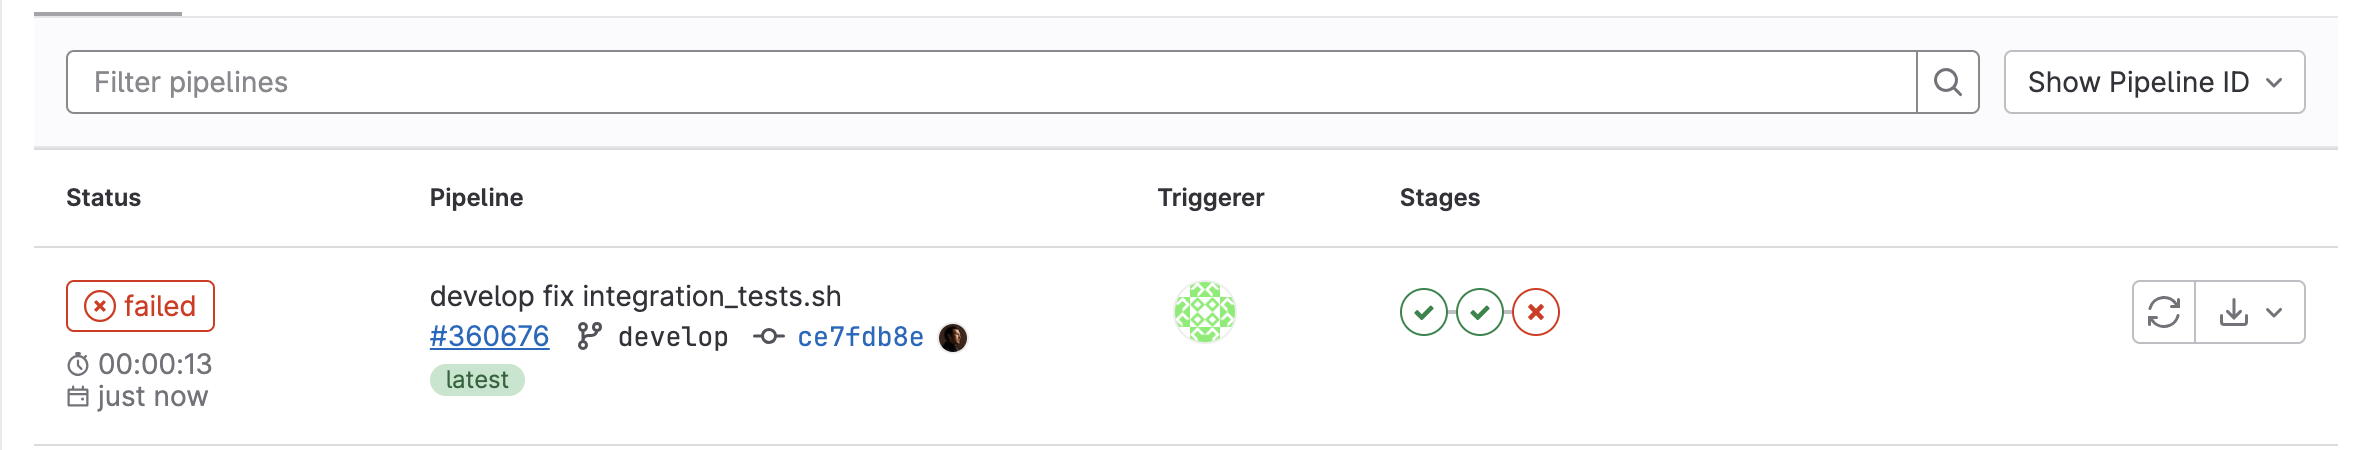 Filter pipelines
Show Pipeline ID
Status Pipeline Triggerer Stages
failed
00:00:13
just now
develop fix integration_tests.sh
#360676 develop ce7fdb8e
latest